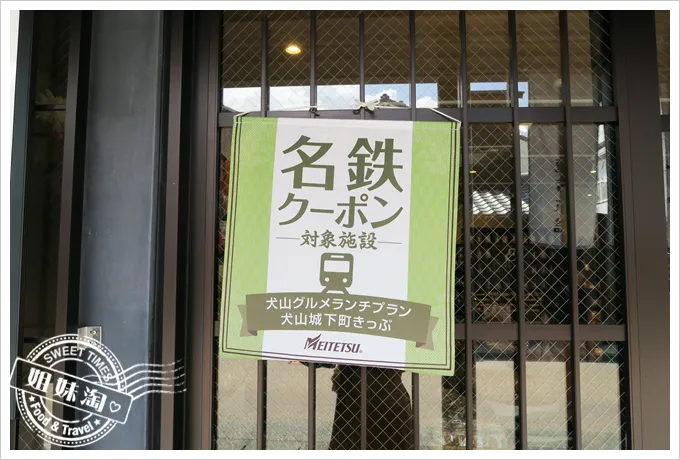 名鉄
クーポン
対象施設
犬山グルメランチプラン
犬山城下町きっぷ
MEITETSU
SWEET TIMES
姐妹淘
Food & Travel